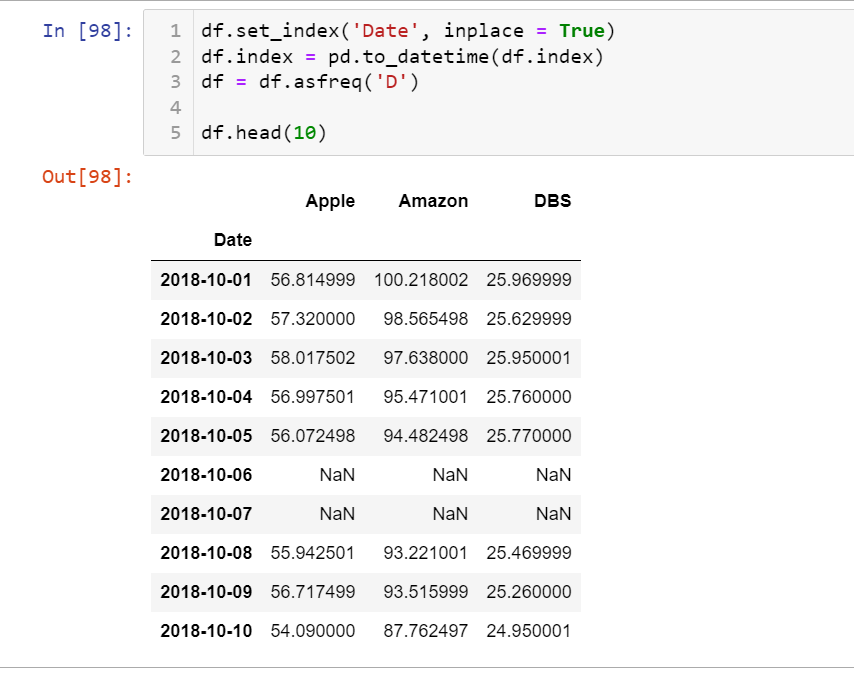 In [98]:
1 df.set_index('Date', inplace = True)
2 df.index = pd.to_datetime(df.index)
3 df = df.asfreq('D')
4
5 df.head(10)
Out[98]:
Apple Amazon DBS
Date
2018-10-01 56.814999 100.218002 25.969999
2018-10-02 57.320000 98.565498 25.629999
2018-10-03 58.017502 97.638000 25.950001
2018-10-04 56.997501 95.471001 25.760000
2018-10-05 56.072498 94.482498 25.770000
2018-10-06 NaN NaN NaN
2018-10-07 NaN NaN NaN
2018-10-08 55.942501 93.221001 25.469999
2018-10-09 56.717499 93.515999 25.260000
2018-10-10 54.090000 87.762497 24.950001